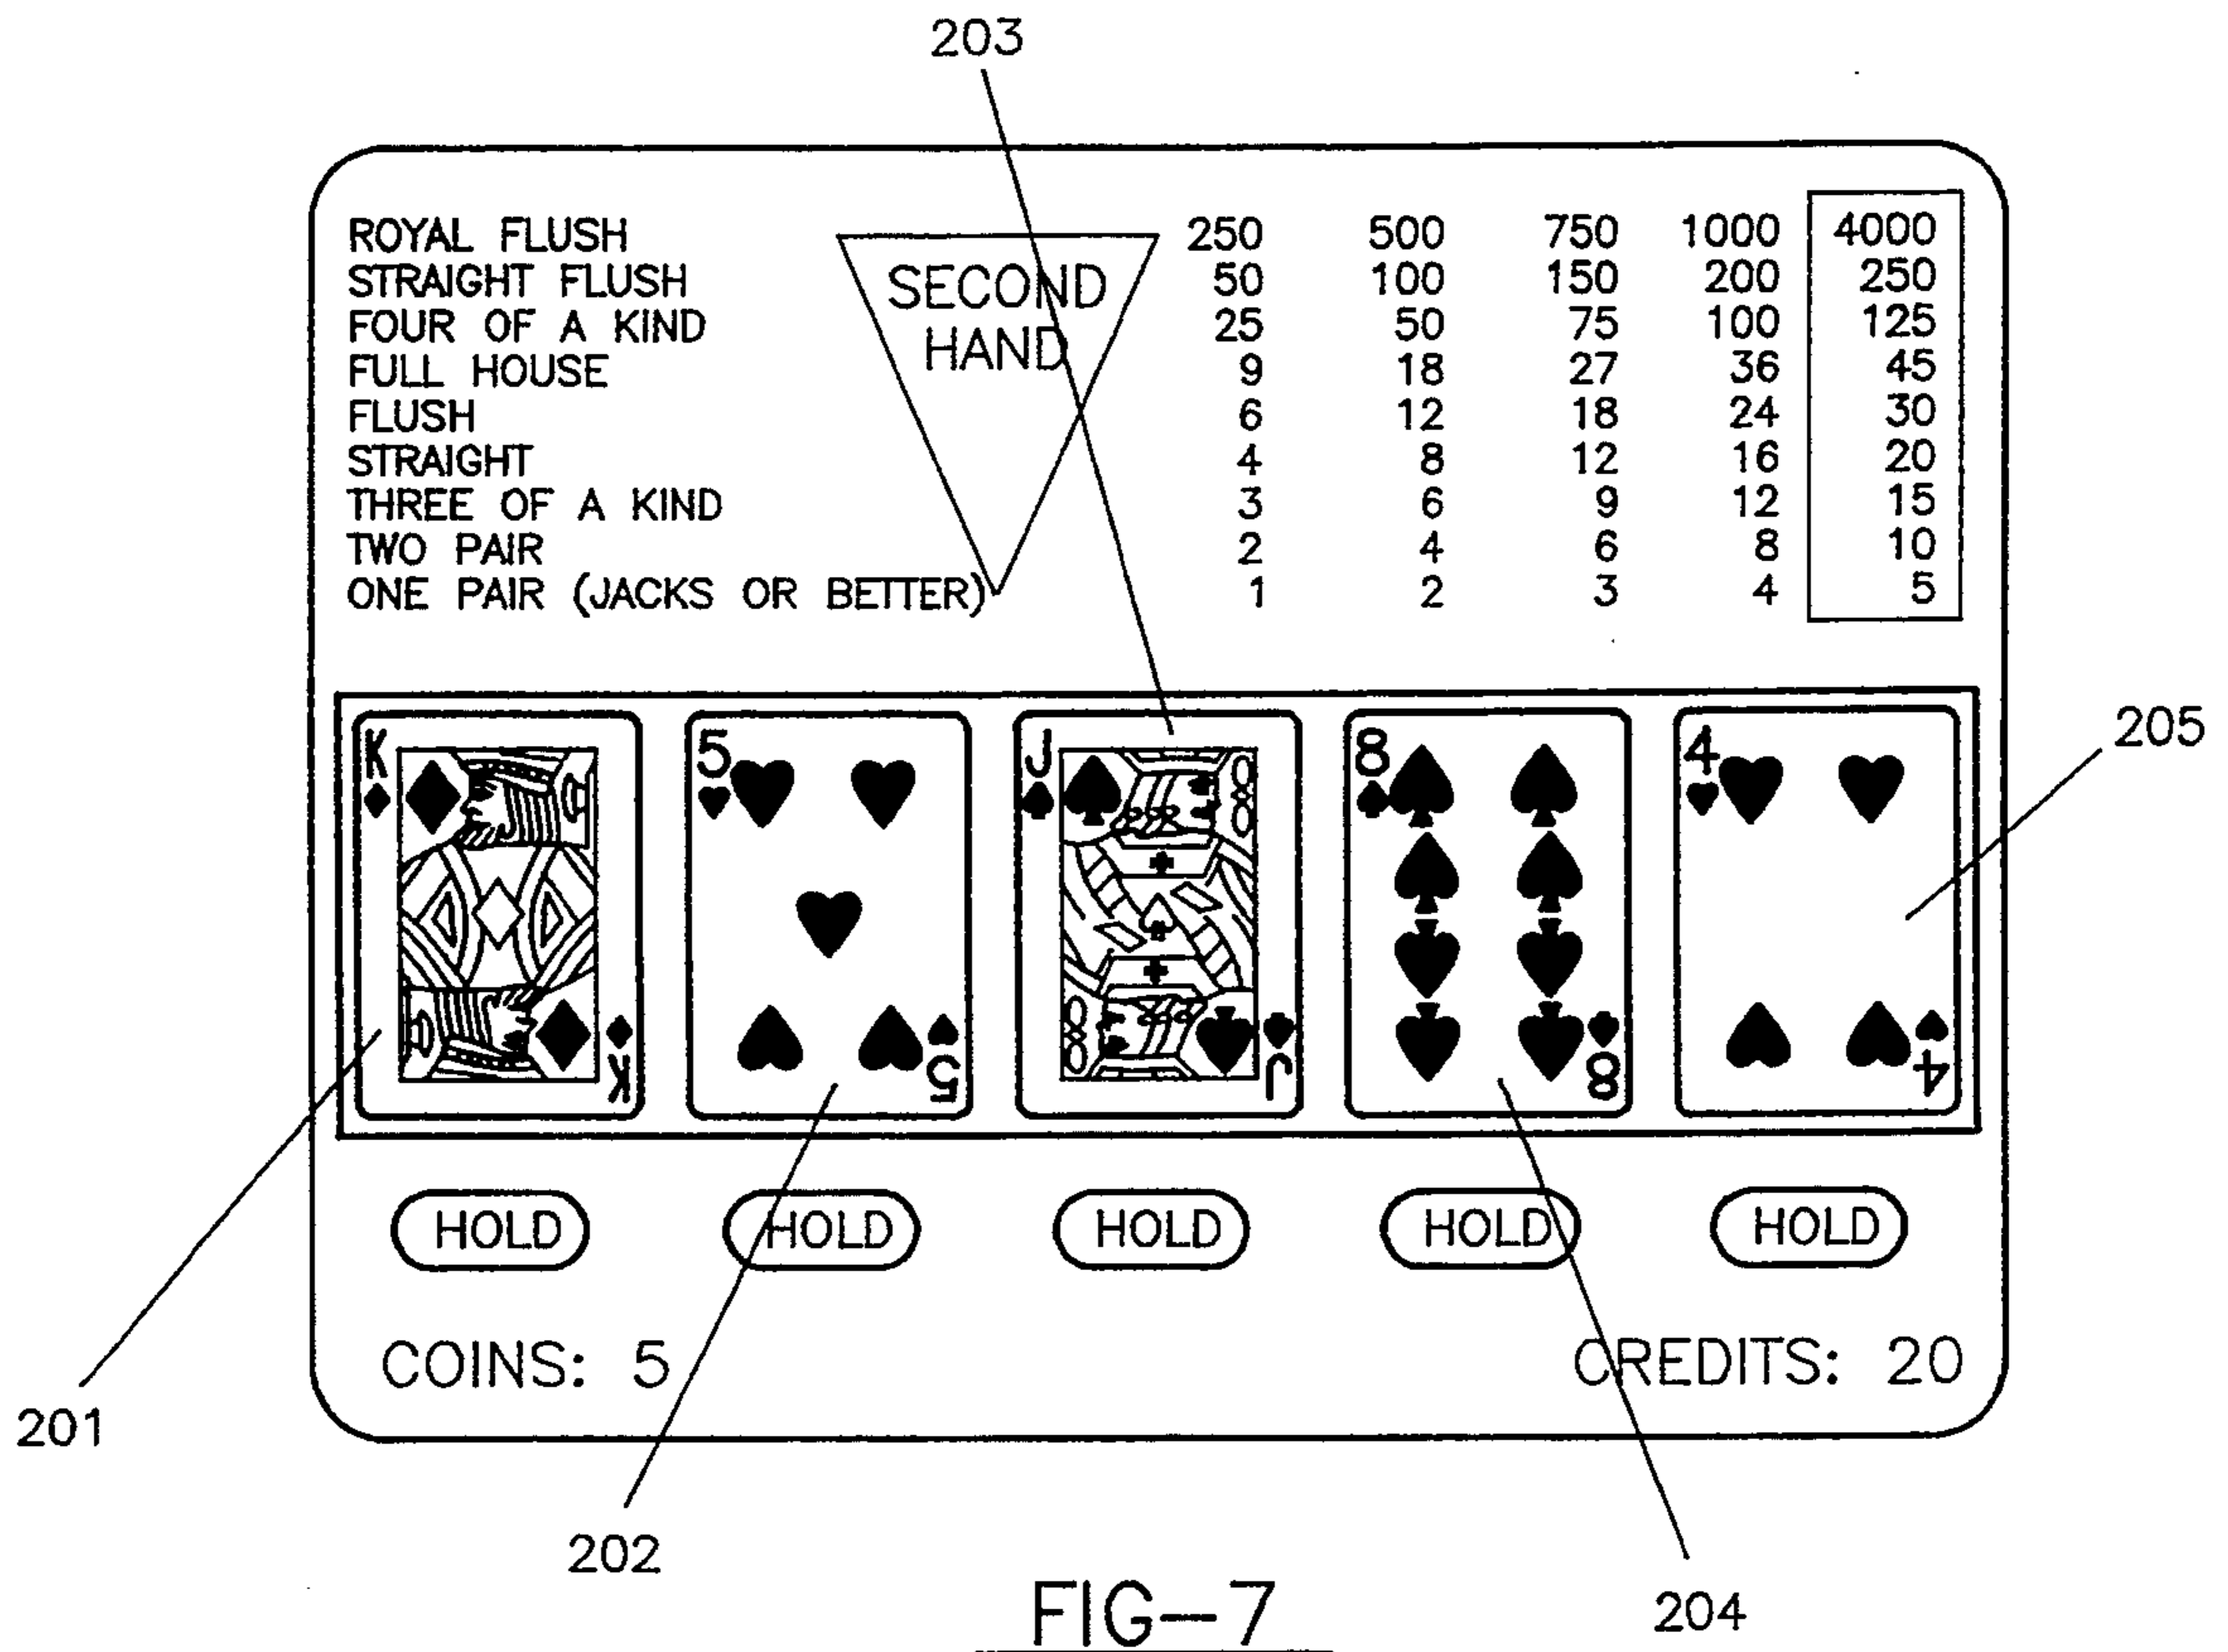 203
ROYAL FLUSH 250 500 750 1000 4000
STRAIGHT FLUSH 50 100 150 200 250
FOUR OF A KIND 25 50 75 100 125
FULL HOUSE 9 18 27 36 45
FLUSH 6 12 18 24 30
STRAIGHT 4 8 12 16 20
THREE OF A KIND 3 6 9 12 15
TWO PAIR 2 4 6 8 10
ONE PAIR (JACKS OR BETTER) 1 2 3 4 5
SECOND
HAND
K 5 J 8 4
205
K 5 J 8 4
HOLD HOLD HOLD HOLD HOLD
COINS: 5 CREDITS: 20
201
202
204
FIG-7